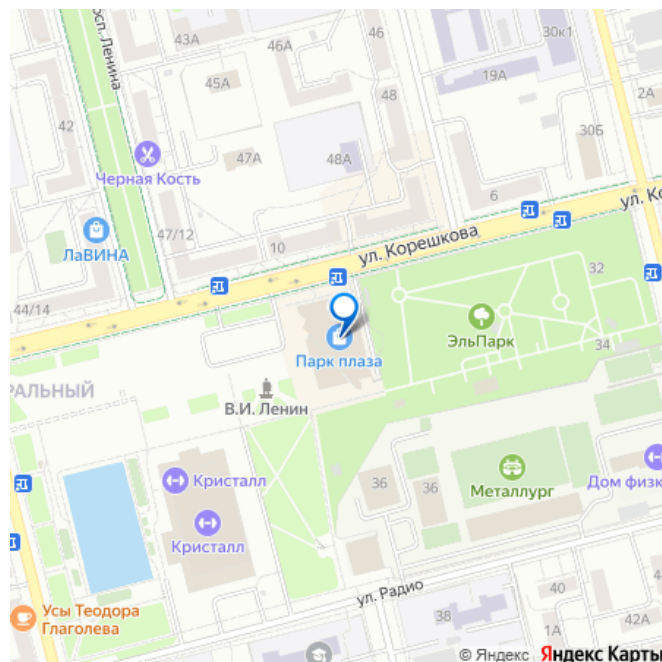 43А
46А
46
30к1
росп. Ленина
45А
19А
48
2А
42
30Б
47А
48А
Черная Кость
6
ул. Ко
47/12
ул. Корешкова
ЛаВИНА
10
32
44/14
ЭльПарк
34
Парк плаза
РАЛЬНЫЙ
В.И. Ленин
Кристалл
36
36
Металлург
Дом физк
Кристалл
ул. Радио
40
Усы Теодора
Глаголева
38
1А
42А
© Яндекс Яндекс Карты